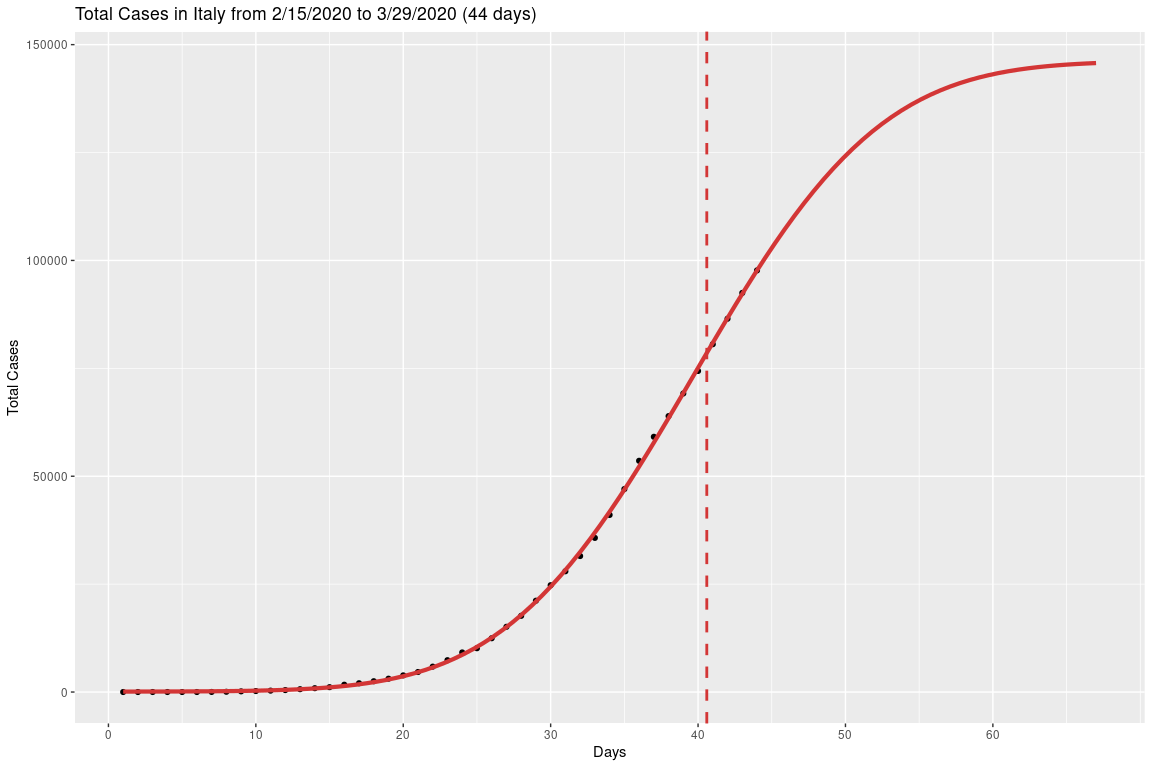 Total Cases in Italy from 2/15/2020 to 3/29/2020 (44 days)
150000
100000
50000
0
Total Cases
0 10 20 30 40 50 60
Days